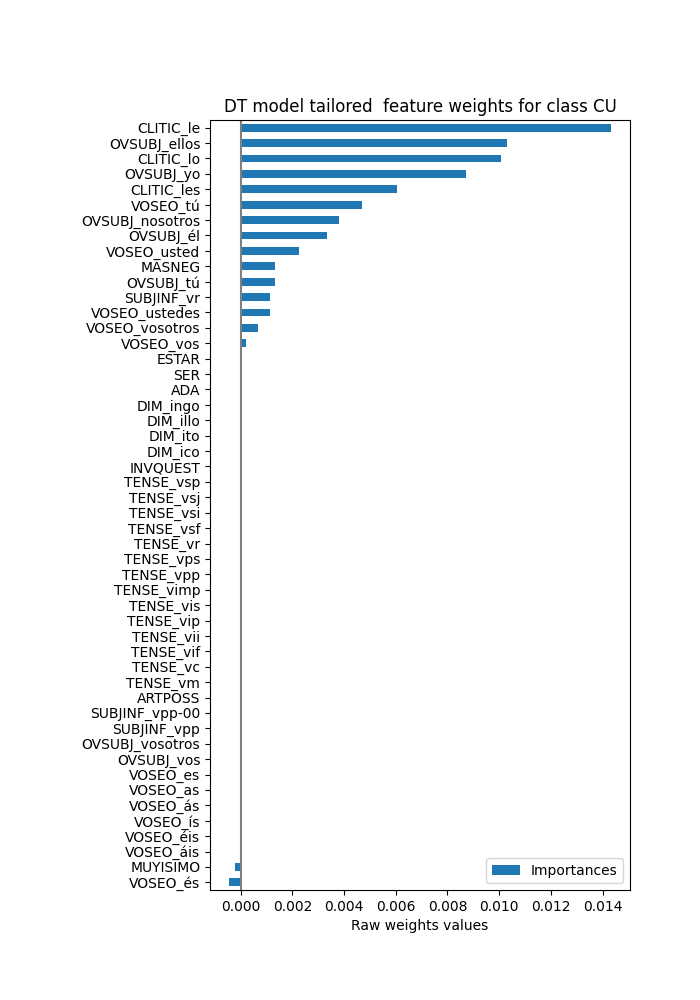 DT model tailored  feature weights for class CU
CLITIC_le
OVSUBJ_ellos
CLITIC_lo
OVSUBJ_yo
CLITIC_les
VOSEO_tú
OVSUBJ_nosotros
OVSUBJ_él
VOSEO_usted
MASNEG
OVSUBJ_tú
SUBJINF_vr
VOSEO_ustedes
VOSEO_vosotros
VOSEO_vos
ESTAR
SER
ADA
DIM_ingo
DIM_illo
DIM_ito
DIM_ico
INVQUEST
TENSE_vsp
TENSE_vsj
TENSE_vsi
TENSE_vsf
TENSE_vr
TENSE_vps
TENSE_vpp
TENSE_vimp
TENSE_vis
TENSE_vip
TENSE_vii
TENSE_vif
TENSE_vc
TENSE_vm
ARTPOSS
SUBJINF_vpp-00
SUBJINF_vpp
OVSUBJ_vosotros
OVSUBJ_vos
VOSEO_es
VOSEO_as
VOSEO_ás
VOSEO_ís
VOSEO_éis
VOSEO_áis
MUYISIMO
VOSEO_és
Importances
0.000 0.002 0.004 0.006 0.008 0.010 0.012 0.014
Raw weights values